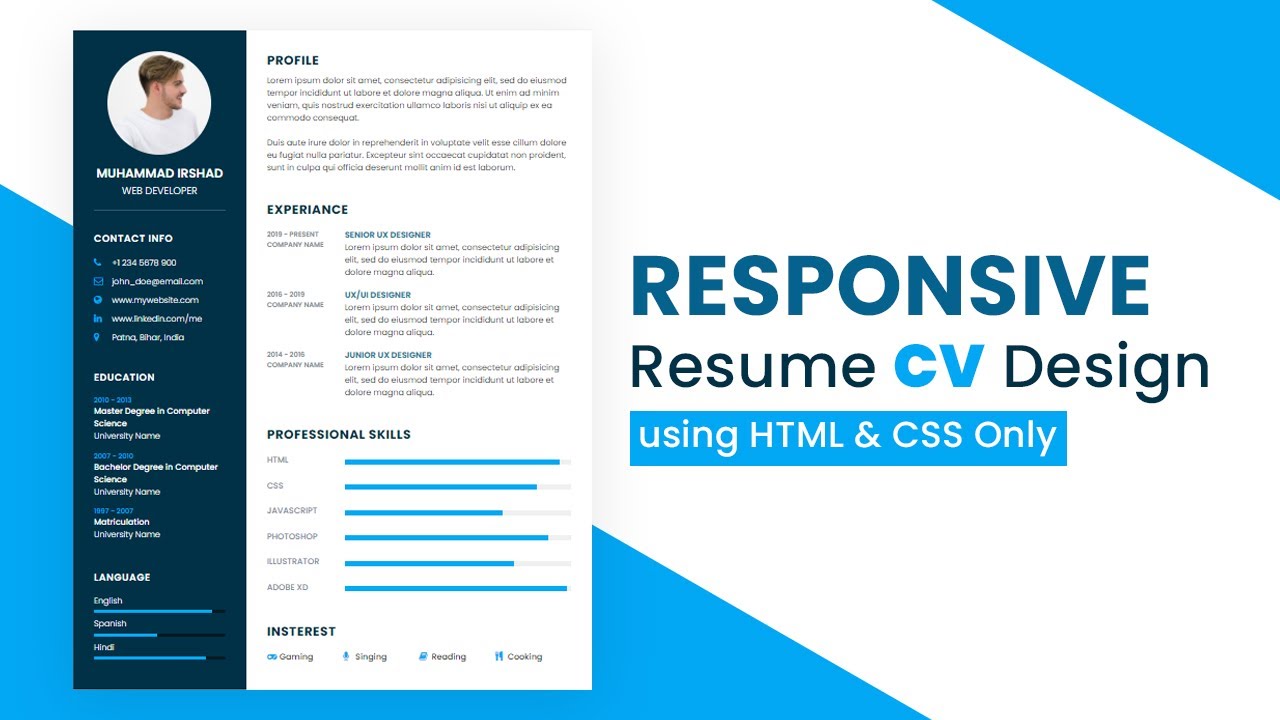 MUHAMMAD IRSHAD
WEB DEVELOPER
CONTACT INFO
+1 234 5678 900
john_doe@email.com
www.mywebsite.com
www.linkedin.com/me
Patna, Bihar, India
EDUCATION
2010 - 2013
Master Degree in Computer
Science
University Name
2007 - 2010
Bachelor Degree in Computer
Science
University Name
1997 - 2007
Matriculation
University Name
LANGUAGE
English
Spanish
Hindi
PROFILE
Lorem ipsum dolor sit amet, consectetur adipisicing elit, sed do eiusmod
tempor incididunt ut labore et dolore magna aliqua. Ut enim ad minim
veniam, quis nostrud exercitation ullamco laboris nisi ut aliquip ex ea
commodo consequat.
Duis aute irure dolor in reprehenderit in voluptate velit esse cillum dolore
eu fugiat nulla pariatur. Excepteur sint occaecat cupidatat non proident,
sunt in culpa qui officia deserunt mollit anim id est laborum.
EXPERIANCE
2019 - PRESENT
COMPANY NAME
SENIOR UX DESIGNER
Lorem ipsum dolor sit amet, consectetur adipisicing
elit, sed do eiusmod tempor incididunt ut labore et
dolore magna aliqua.
2016 - 2019
COMPANY NAME
UX/UI DESIGNER
Lorem ipsum dolor sit amet, consectetur adipisicing
elit, sed do eiusmod tempor incididunt ut labore et
dolore magna aliqua.
2014 - 2016
COMPANY NAME
JUNIOR UX DESIGNER
Lorem ipsum dolor sit amet, consectetur adipisicing
elit, sed do eiusmod tempor incididunt ut labore et
dolore magna aliqua.
PROFESSIONAL SKILLS
HTML
CSS
JAVASCRIPT
PHOTOSHOP
ILLUSTRATOR
ADOBE XD
INSTEREST
Gaming
Singing
Reading
Cooking
RESPONSIVE
Resume CV Design
using HTML & CSS Only